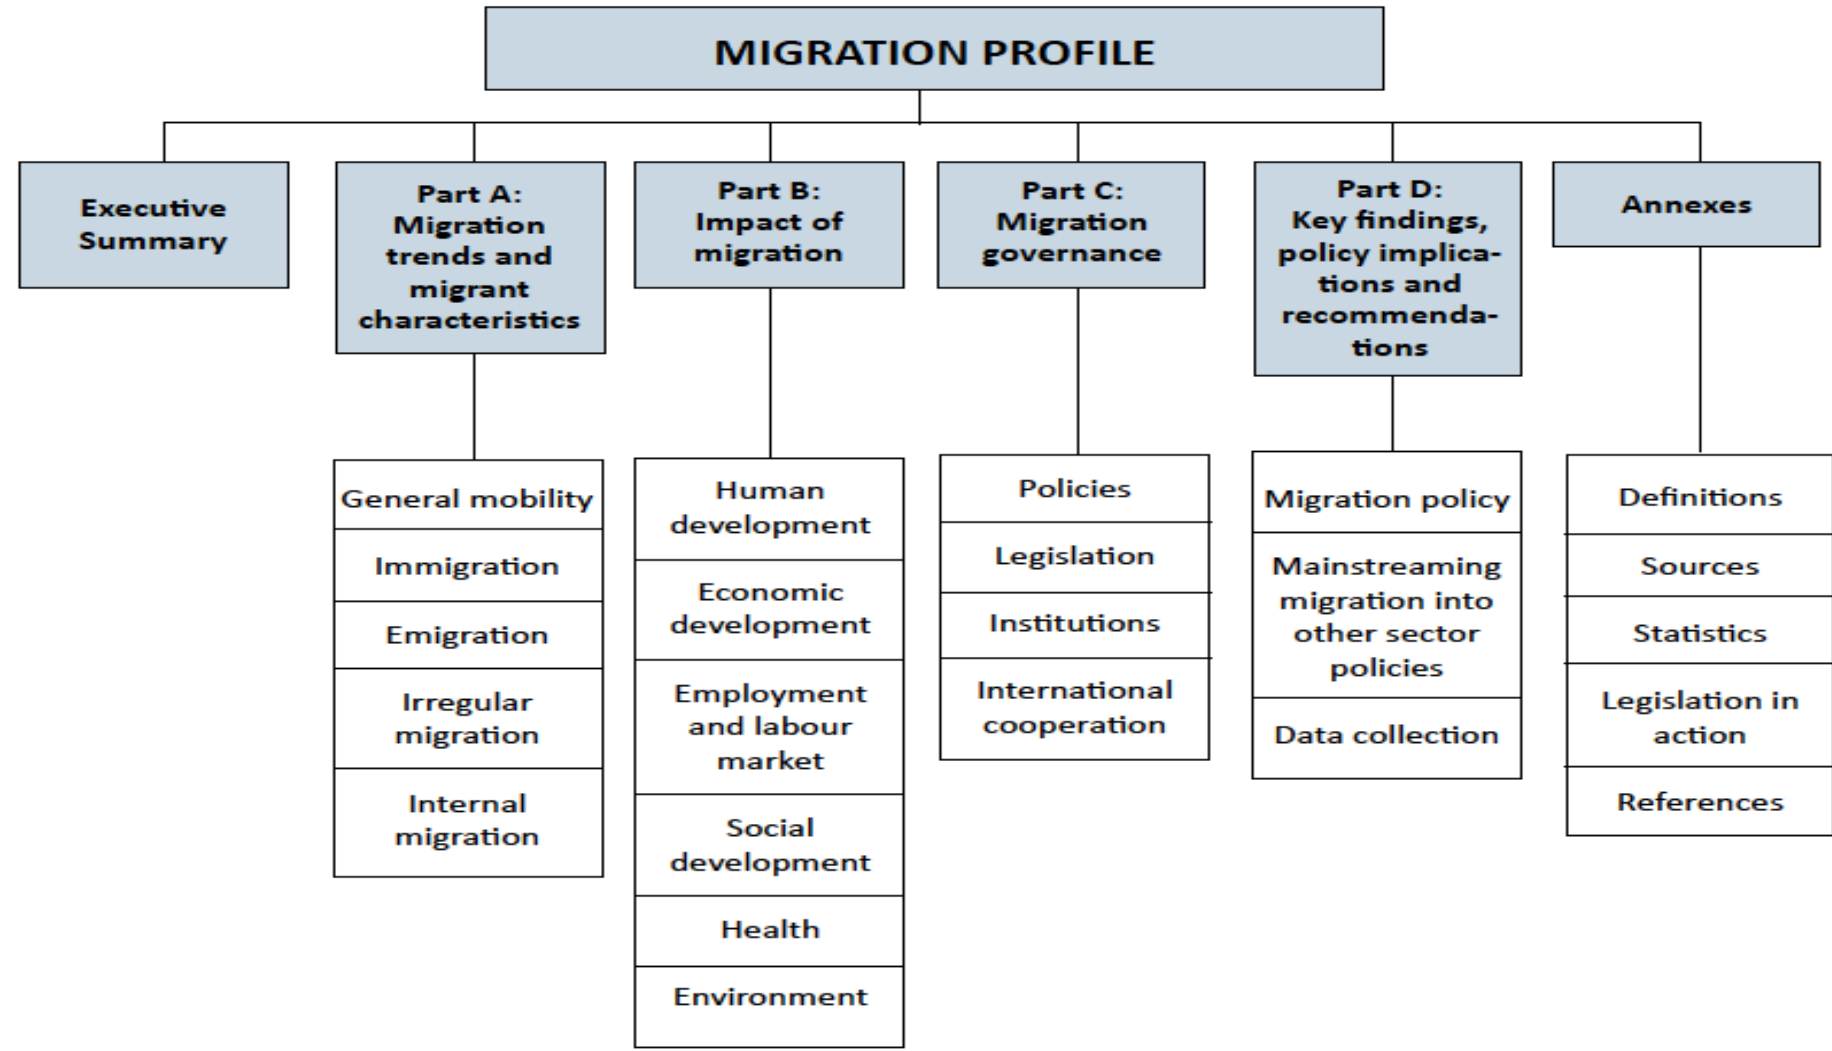 MIGRATION PROFILE
Executive
Summary
Part A:
Migration
trends and
migrant
characteristics
Part B:
Impact of
migration
Part C:
Migration
governance
Part D:
Key findings,
policy implica-
tions and
recommenda-
tions
Annexes
General mobility
Immigration
Emigration
Irregular
migration
Internal
migration
Human
development
Economic
development
Employment
and labour
market
Social
development
Health
Environment
Policies
Legislation
Institutions
International
cooperation
Migration policy
Mainstreaming
migration into
other sector
policies
Data collection
Definitions
Sources
Statistics
Legislation in
action
References